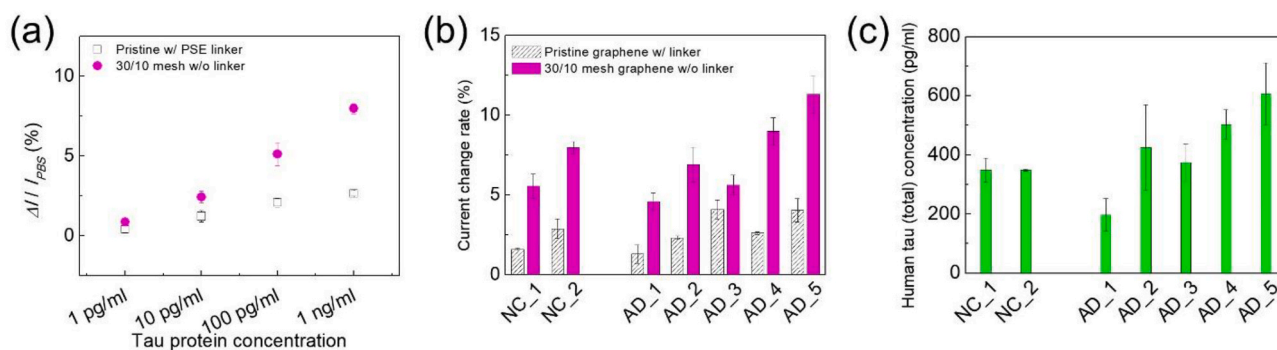 (a)
Pristine w/ PSE linker
30/10 mesh w/o linker
ΔI / I_PBS (%)
10
5
0
1 pg/ml
10 pg/ml
100 pg/ml
1 ng/ml
Tau protein concentration
(b)
Pristine graphene w/ linker
30/10 mesh graphene w/o linker
Current change rate (%)
15
10
5
0
NC_1
NC_2
AD_1
AD_2
AD_3
AD_4
AD_5
(c)
Human tau (total) concentration (pg/ml)
800
600
400
200
0
NC_1
NC_2
AD_1
AD_2
AD_3
AD_4
AD_5